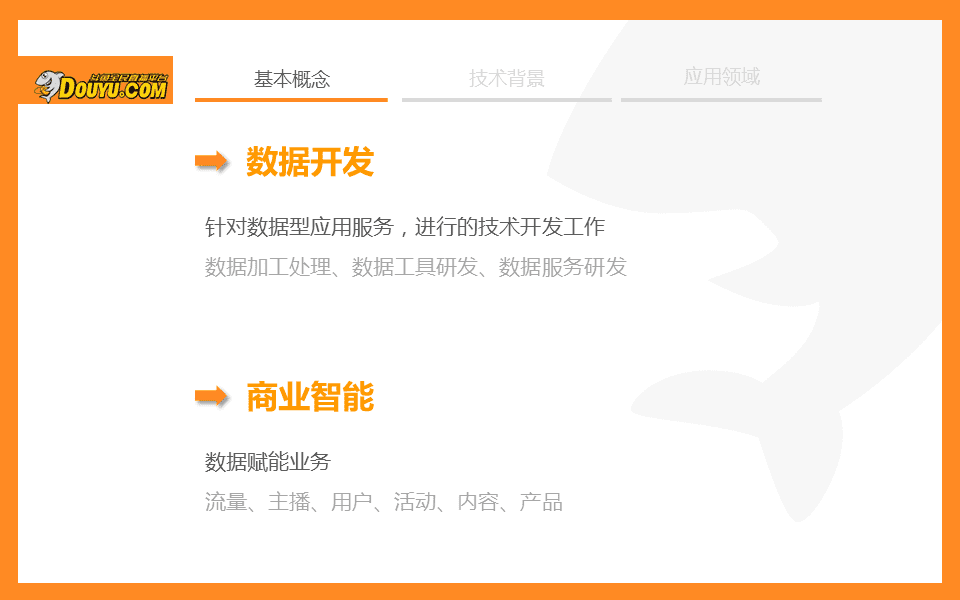 斗鱼全民直播平台
DOUYU.COM
基本概念
技术背景
应用领域
数据开发
针对数据型应用服务，进行的技术开发工作
数据加工处理、数据工具研发、数据服务研发
商业智能
数据赋能业务
流量、主播、用户、活动、内容、产品